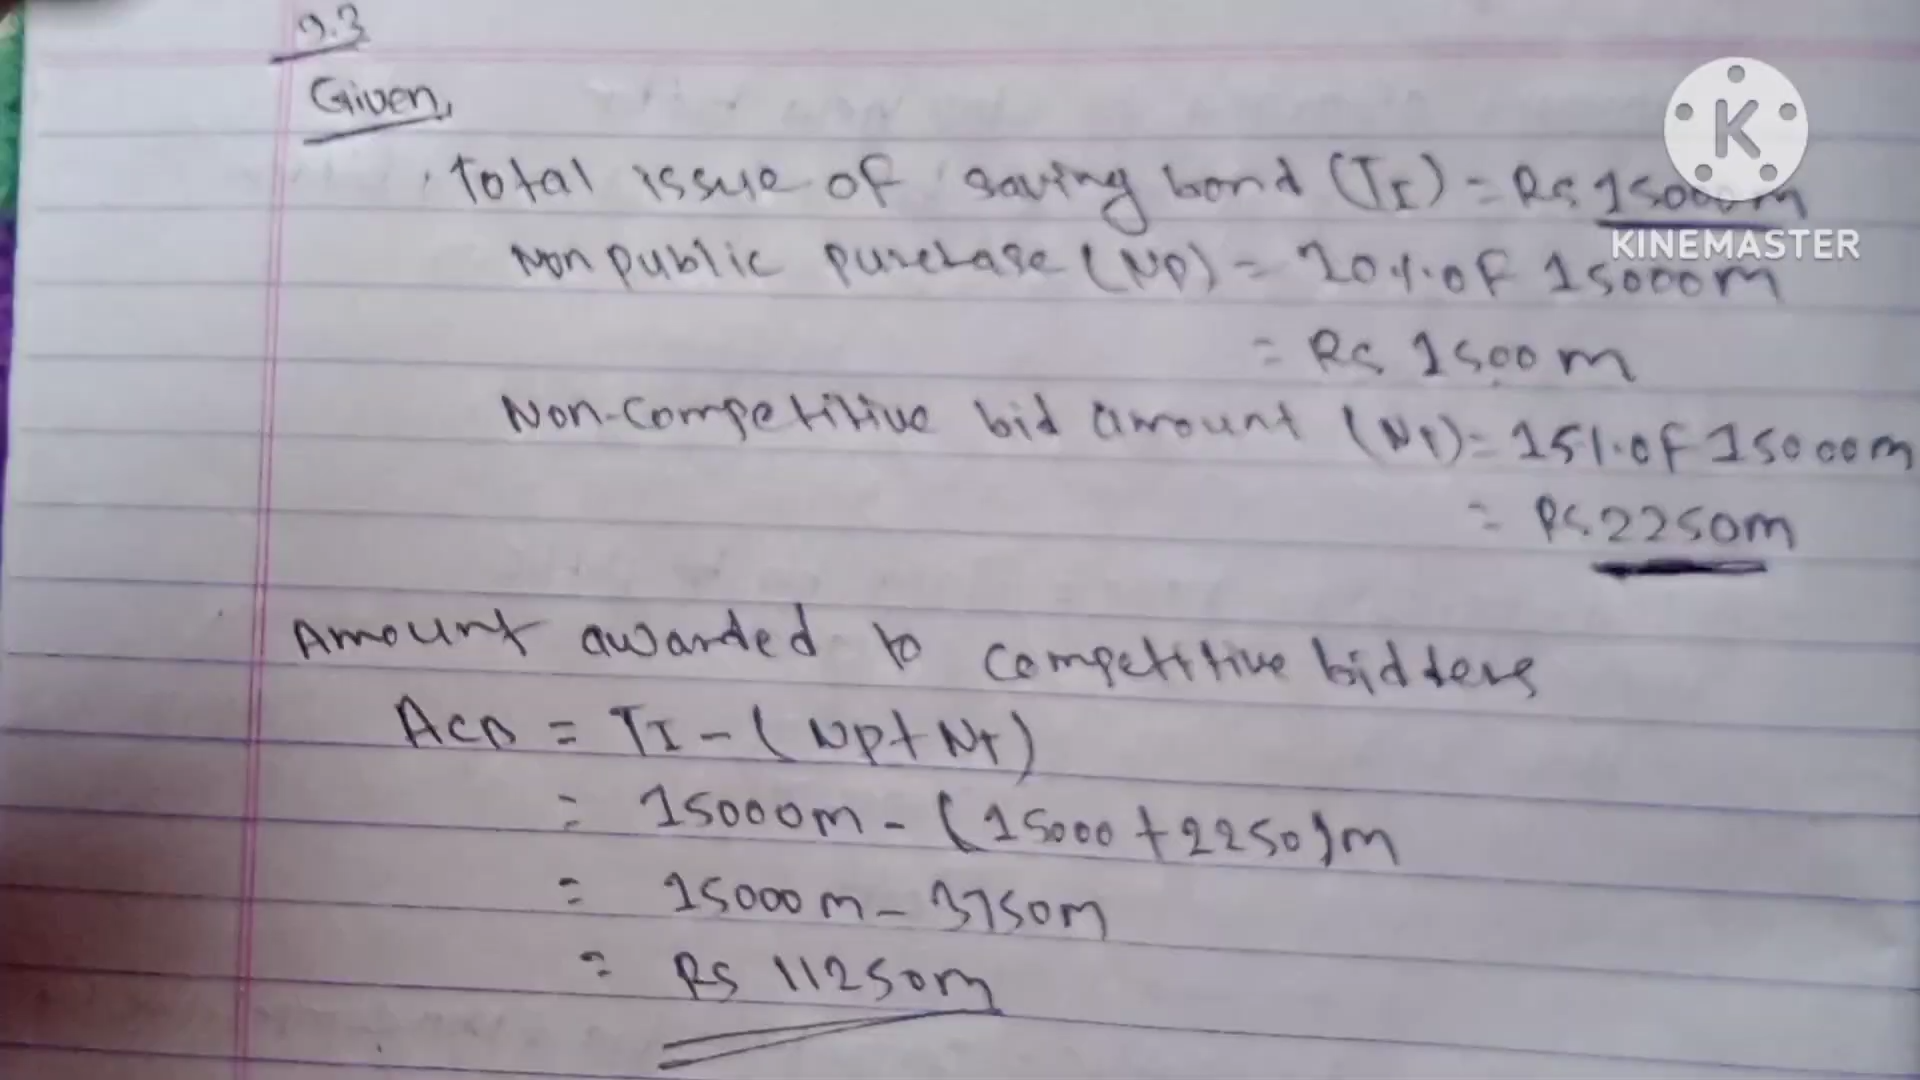 9.3
Given,
Total issue of saving bond (TI) = Rs 15000m
KINEMASTER
Non public purchase (Np) = 10% of 15000m
= Rs 1500 m
Non-competitive bid amount (NT) = 15% of 15000m
= Rs. 2250m
Amount awarded to competitive bidders
ACB = TI - (Np + NT)
= 15000m - (15000 + 2250)m
= 15000m - 3750m
= Rs 11250m